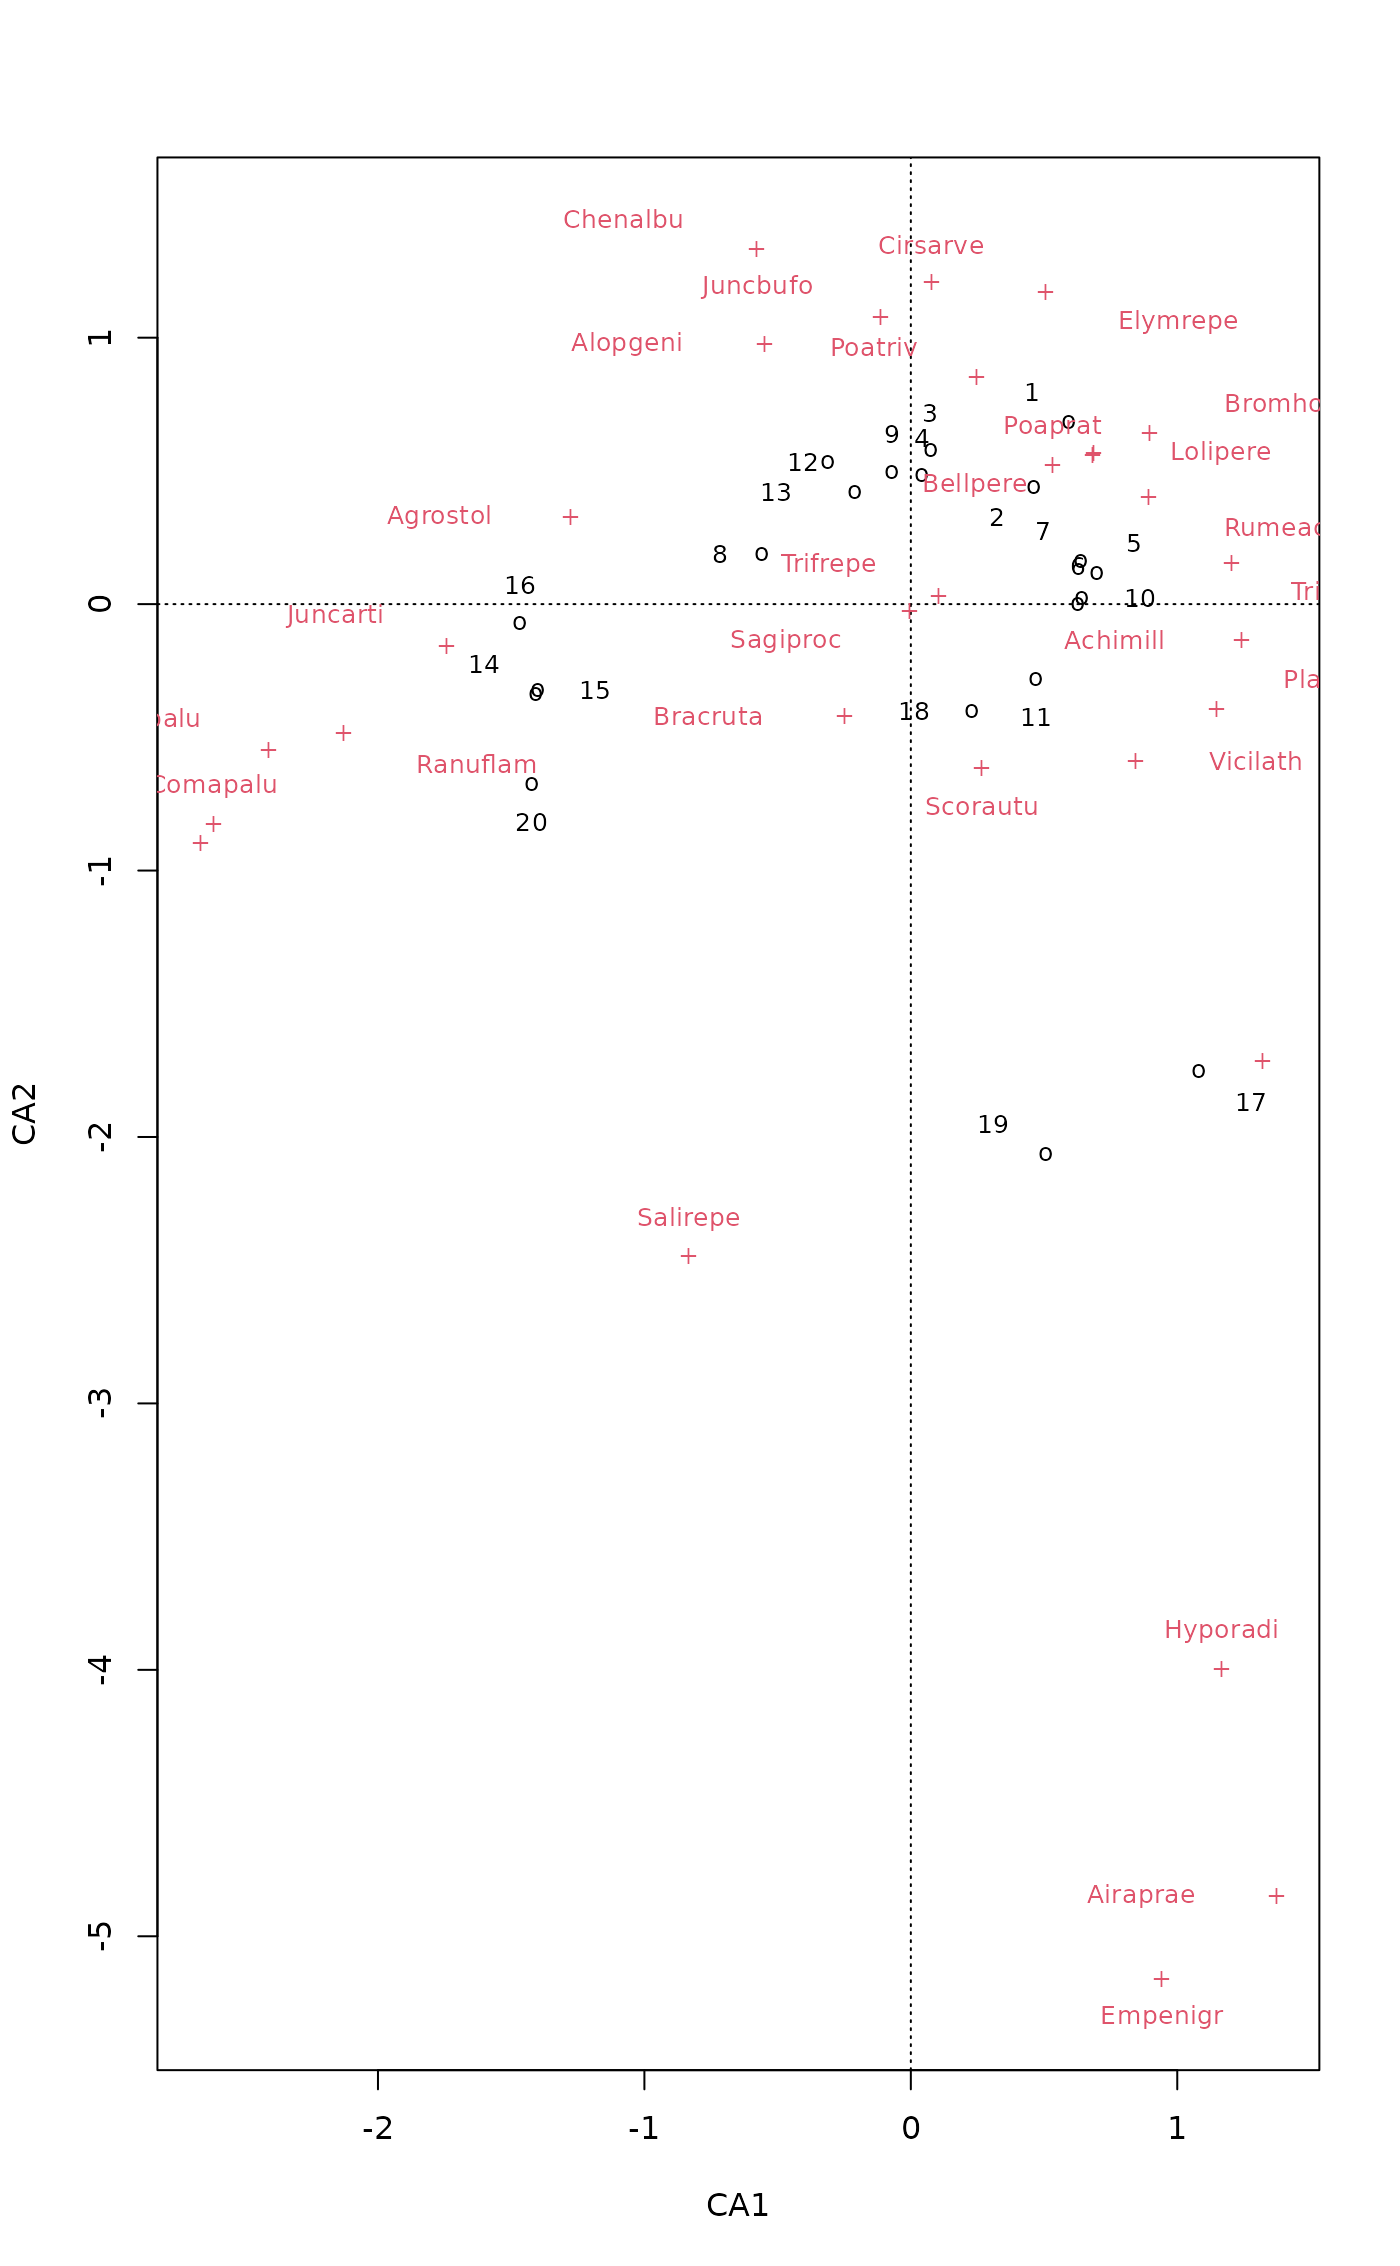 Chenalbu
Cirsarve
Juncbufo
Elymrepe
1
Alopgeni
Poatriv
1
Bromho
3
Poaprat
9
4
Lolipere
12
13
Bellpere
Agrostol
2
7
Rumeac
5
8
Trifrepe
6
16
Tri
10
0
Juncarti
Sagiproc
Achimill
14
15
Pla
palu
Bracruta
18
11
Ranuflam
Vicilath
Comapalu
Scorautu
20
-1
CA2
17
19
-2
Salirepe
-3
Hyporadi
-4
Airaprae
-5
Empenigr
-2 -1 0 1
CA1